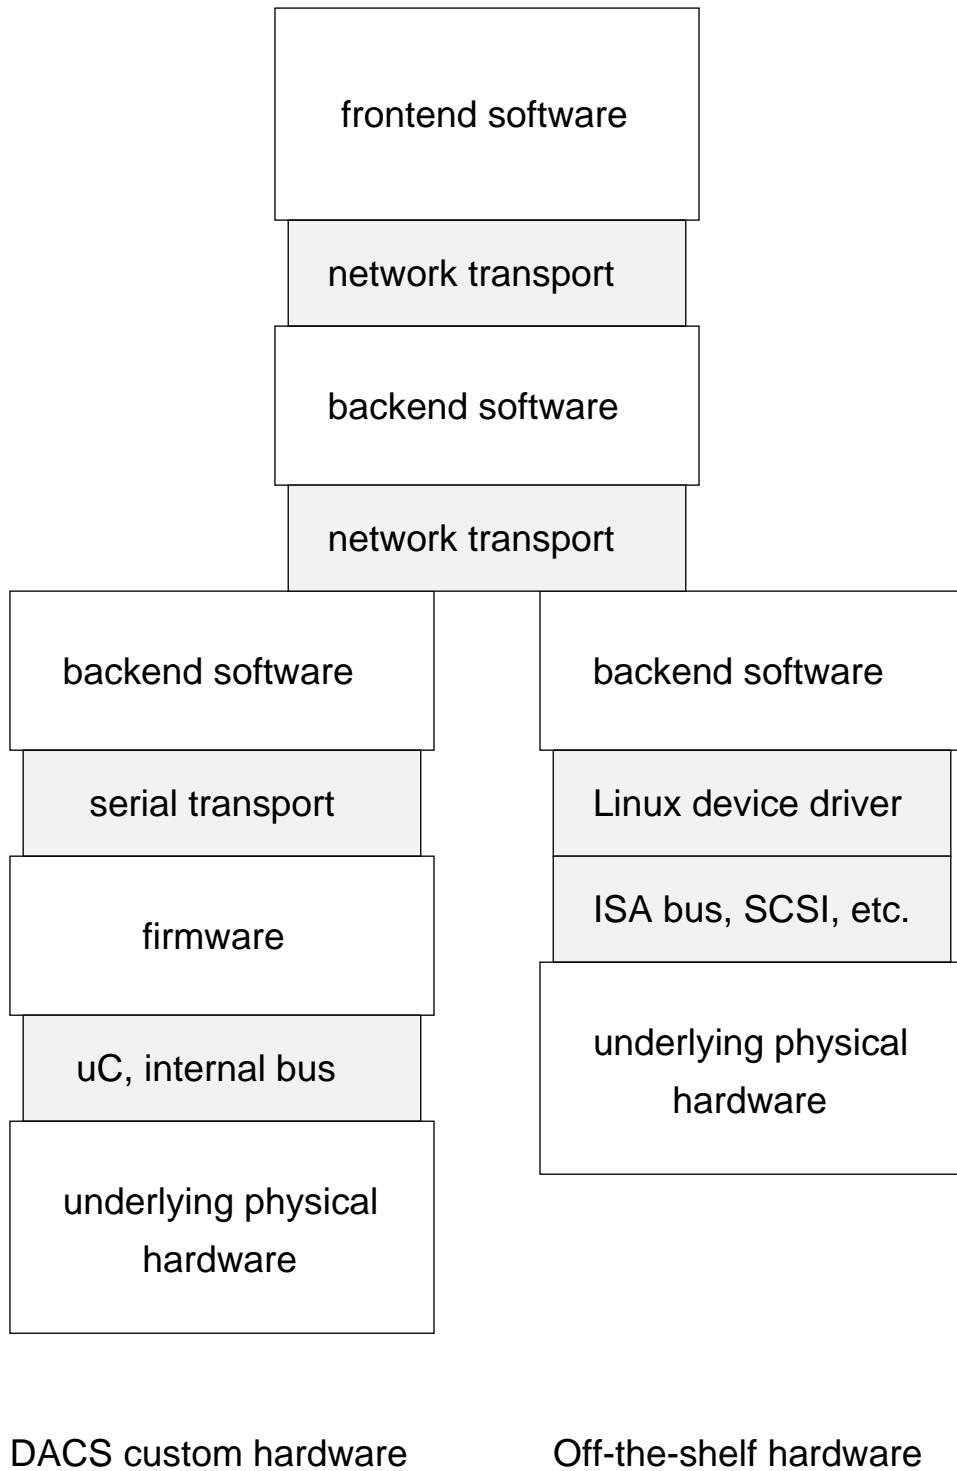 frontend software
network transport
backend software
network transport
backend software
serial transport
firmware
uC, internal bus
underlying physical
hardware
DACS custom hardware
backend software
Linux device driver
ISA bus, SCSI, etc.
underlying physical
hardware
Off-the-shelf hardware